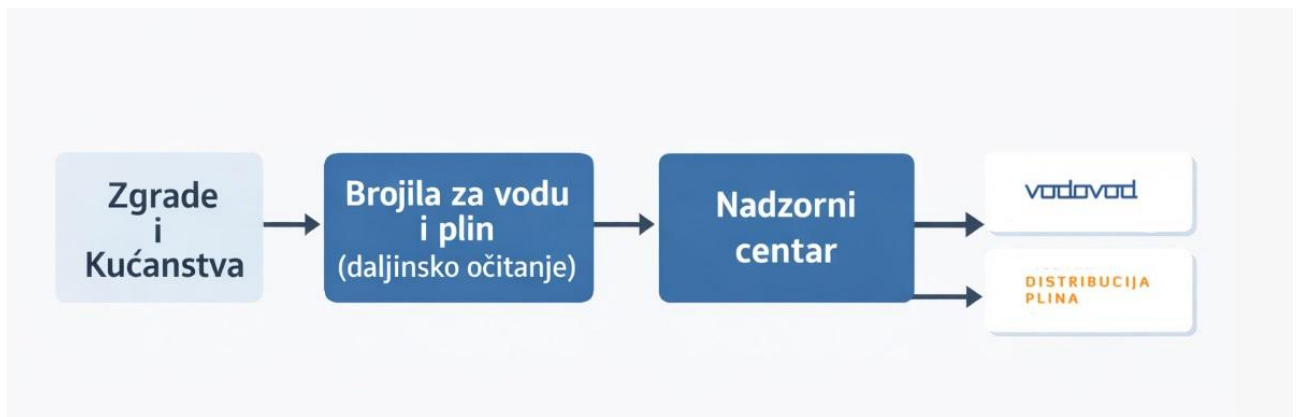 Zgrade
i
Kućanstva
Brojila za vodu
i plin
(daljinsko očitanje)
Nadzorni
centar
vodovod
DISTRIBUCIJA
PLINA